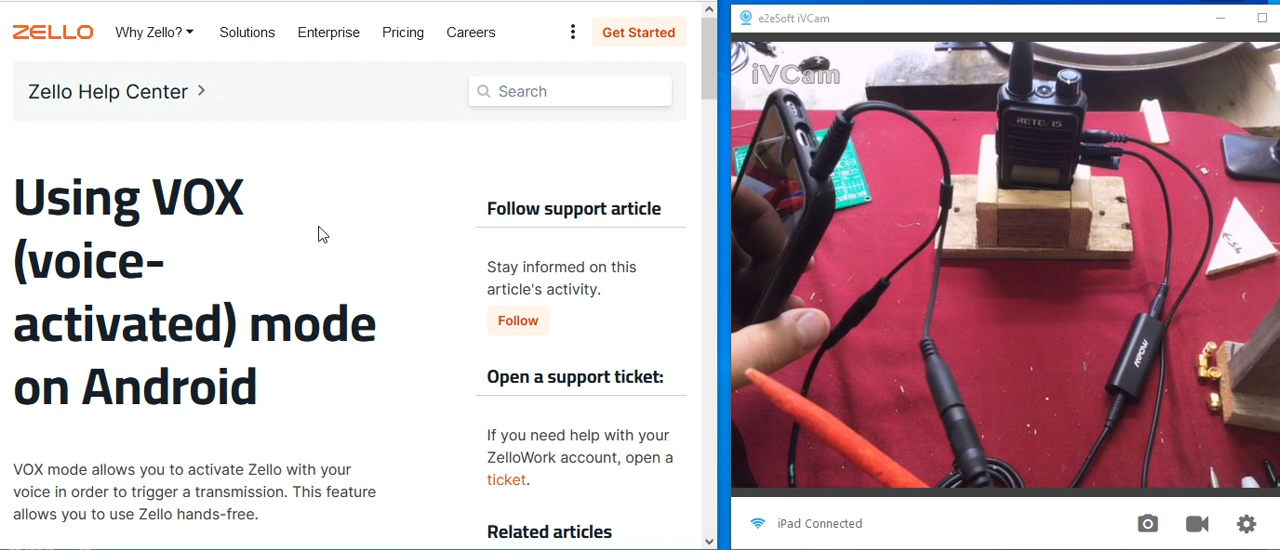 ZELLO
Why Zello?
Solutions
Enterprise
Pricing
Careers
Get Started
Zello Help Center
Search
Using VOX
(voice-
activated) mode
on Android
VOX mode allows you to activate Zello with your
voice in order to trigger a transmission. This feature
allows you to use Zello hands-free.
Follow support article
Stay informed on this
article's activity.
Follow
Open a support ticket:
If you need help with your
ZelloWork account, open a
ticket.
Related articles
e2eSoft iVCam
iVCam
iPad Connected